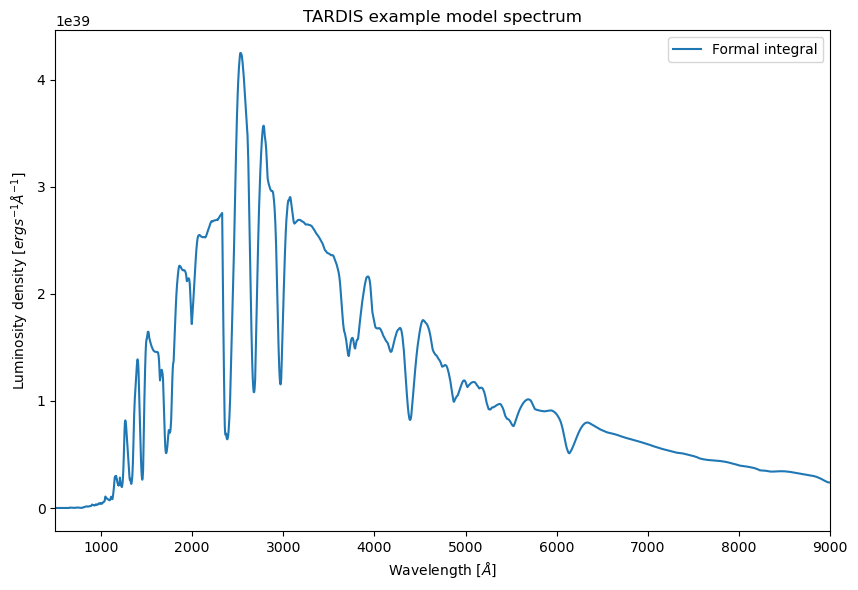 TARDIS example model spectrum
1e39
Formal integral
4
3
2
1
0
Luminosity density [$ergs^{-1}Å^{-1}$]
1000 2000 3000 4000 5000 6000 7000 8000 9000
Wavelength [Å]